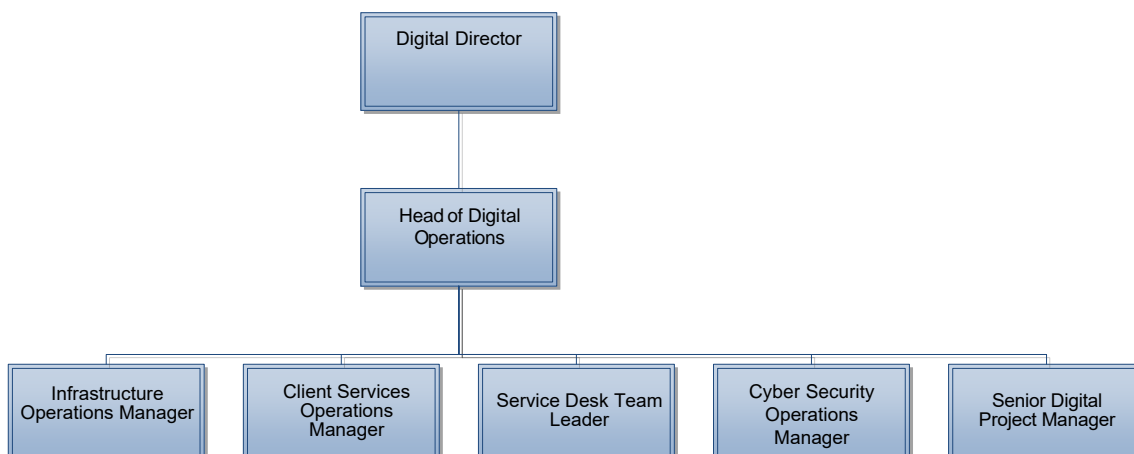 Digital Director
Head of Digital
Operations
Infrastructure
Operations Manager
Client Services
Operations
Manager
Service Desk Team
Leader
Cyber Security
Operations
Manager
Senior Digital
Project Manager